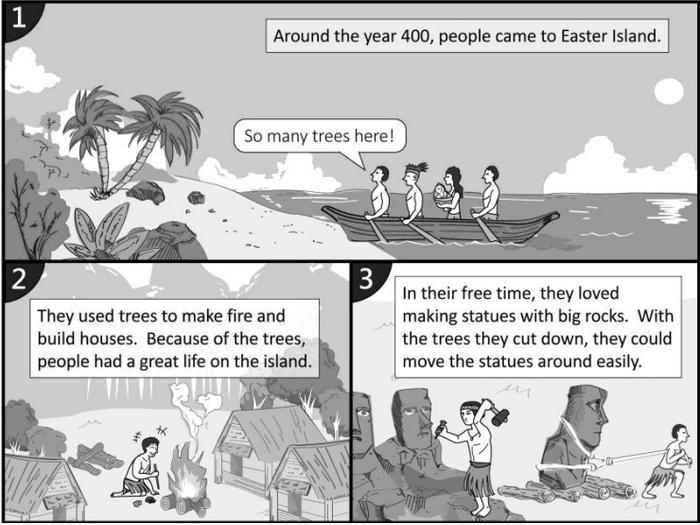 1
Around the year 400, people came to Easter Island.
So many trees here!
2
They used trees to make fire and
build houses.  Because of the trees,
people had a great life on the island.
3
In their free time, they loved
making statues with big rocks.  With
the trees they cut down, they could
move the statues around easily.